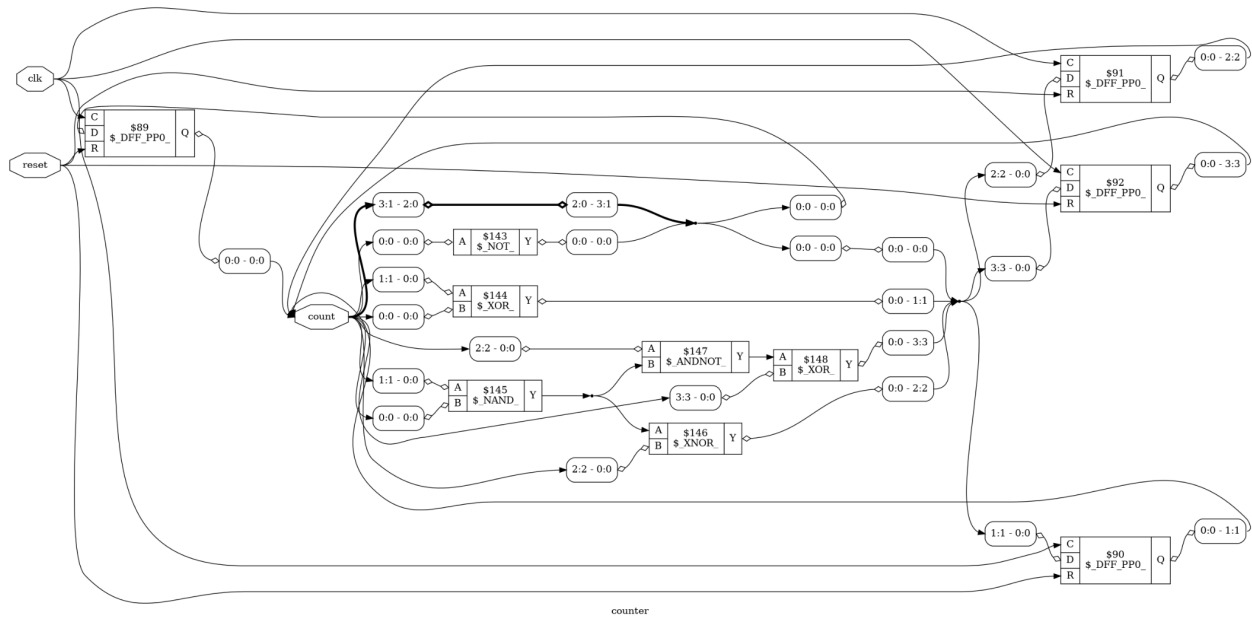 clk
reset
C
D
R
$89
$_DFF_PP0_
Q
0:0 - 0:0
count
3:1 - 2:0
2:0 - 3:1
0:0 - 0:0
A
$143
$_NOT_
Y
0:0 - 0:0
1:1 - 0:0
0:0 - 0:0
A
B
$144
$_XOR_
Y
2:2 - 0:0
1:1 - 0:0
0:0 - 0:0
A
B
$145
$_NAND_
Y
A
B
$147
$_ANDNOT_
Y
3:3 - 0:0
A
B
$148
$_XOR_
Y
A
B
$146
$_XNOR_
Y
2:2 - 0:0
0:0 - 0:0
0:0 - 0:0
0:0 - 0:0
0:0 - 1:1
0:0 - 3:3
0:0 - 2:2
2:2 - 0:0
3:3 - 0:0
1:1 - 0:0
C
D
R
$91
$_DFF_PP0_
Q
0:0 - 2:2
C
D
R
$92
$_DFF_PP0_
Q
0:0 - 3:3
C
D
R
$90
$_DFF_PP0_
Q
0:0 - 1:1
counter